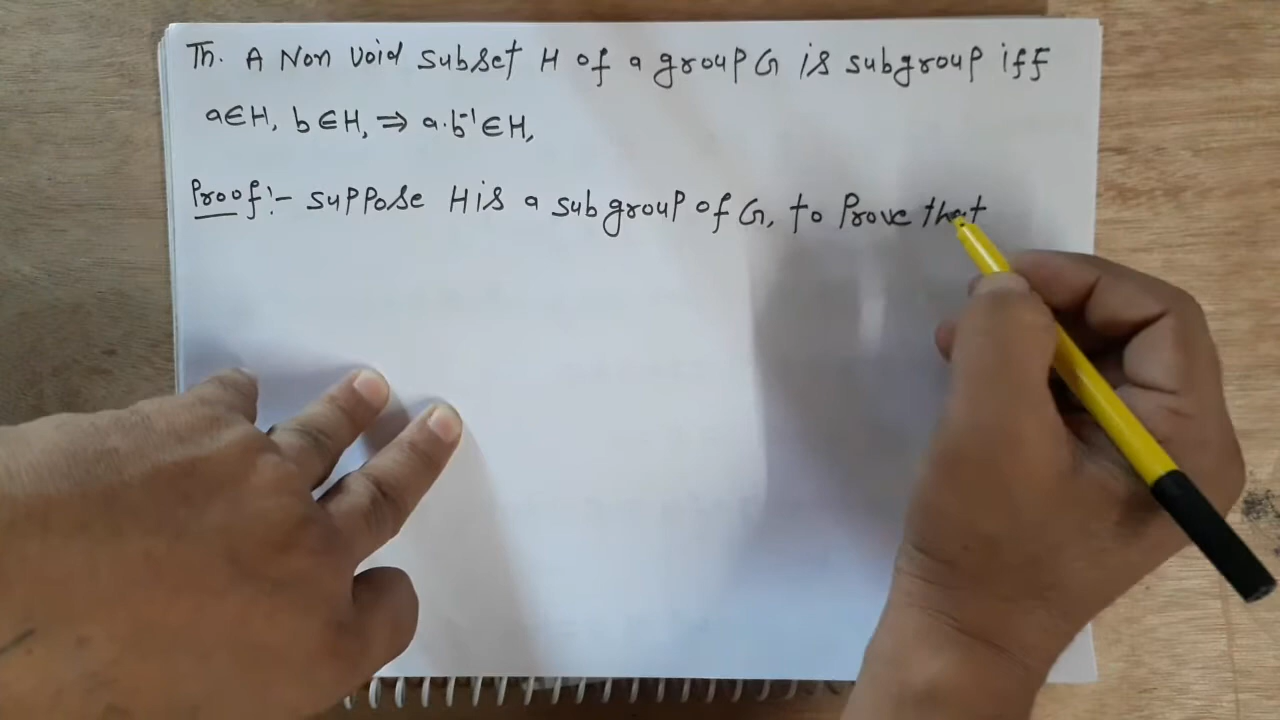 Th. A Non void subset H of a group G is subgroup iff
a∈H, b∈H, ⇒ a.b⁻¹∈H,
Proof:- suppose H is a subgroup of G, to Prove that